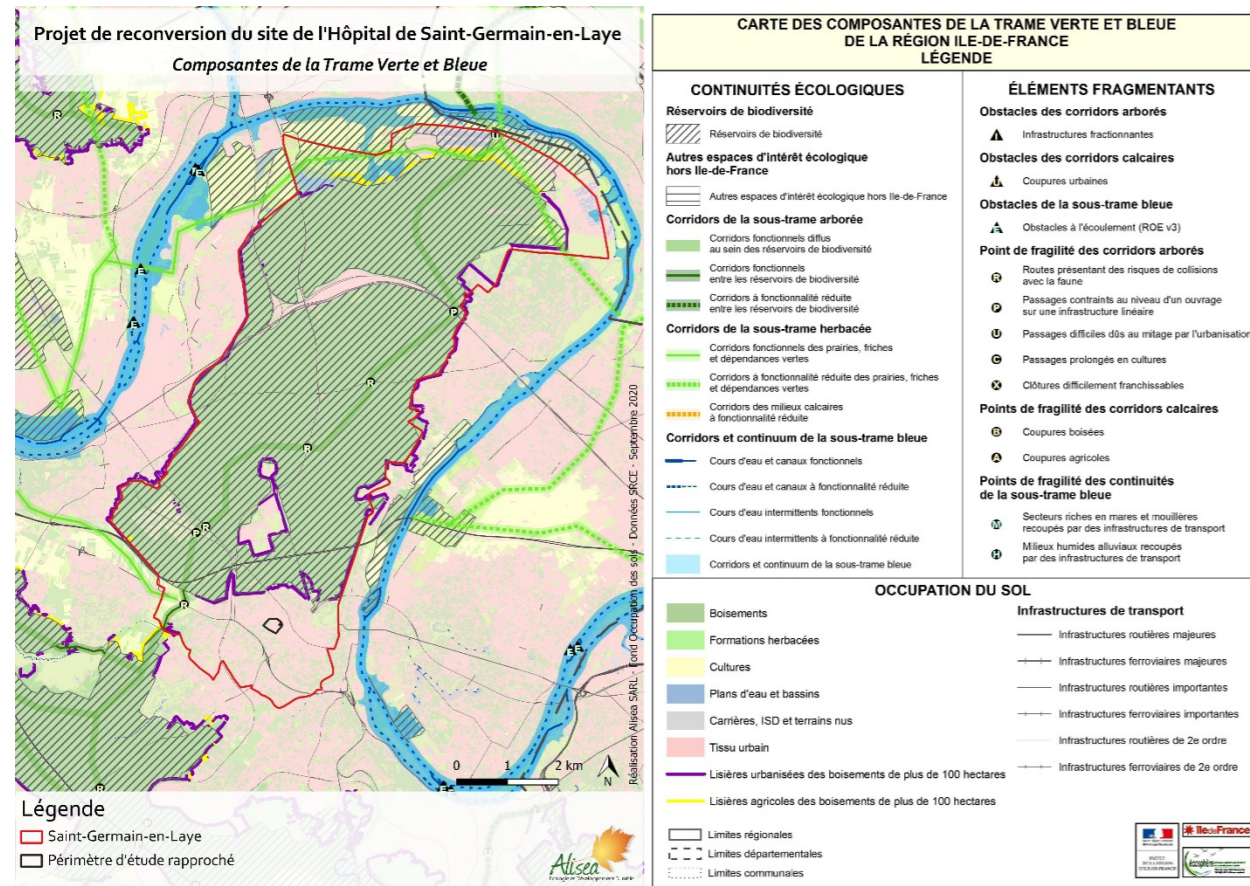 Projet de reconversion du site de l'Hôpital de Saint-Germain-en-Laye
Composantes de la Trame Verte et Bleue
R
U
E
E
E
P
R
R
P R
R
E E
E
0 1 2 km
N
Réalisation Alisea SARL - Fond Occupation des sols - Données SRCE - Septembre 2020
Légende
Saint-Germain-en-Laye
Périmètre d'étude rapproché
Alisea
CARTE DES COMPOSANTES DE LA TRAME VERTE ET BLEUE
DE LA RÉGION ILE-DE-FRANCE
LÉGENDE
CONTINUITÉS ÉCOLOGIQUES
Réservoirs de biodiversité
Réservoirs de biodiversité
Autres espaces d'intérêt écologique
hors Ile-de-France
Autres espaces d'intérêt écologique hors Ile-de-France
Corridors de la sous-trame arborée
Corridors fonctionnels diffus
au sein des réservoirs de biodiversité
Corridors fonctionnels
entre les réservoirs de biodiversité
Corridors à fonctionnalité réduite
entre les réservoirs de biodiversité
Corridors de la sous-trame herbacée
Corridors fonctionnels des prairies, friches
et dépendances vertes
Corridors à fonctionnalité réduite des prairies, friches
et dépendances vertes
Corridors des milieux calcaires
à fonctionnalité réduite
Corridors et continuum de la sous-trame bleue
Cours d'eau et canaux fonctionnels
Cours d'eau et canaux à fonctionnalité réduite
Cours d'eau intermittents fonctionnels
Cours d'eau intermittents à fonctionnalité réduite
Corridors et continuum de la sous-trame bleue
ÉLÉMENTS FRAGMENTANTS
Obstacles des corridors arborés
Infrastructures fractionnantes
Obstacles des corridors calcaires
Coupures urbaines
Obstacles de la sous-trame bleue
E Obstacles à l'écoulement (ROE v3)
Point de fragilité des corridors arborés
R Routes présentant des risques de collisions
avec la faune
P Passages contraints au niveau d'un ouvrage
sur une infrastructure linéaire
U Passages difficiles dûs au mitage par l'urbanisation
C Passages prolongés en cultures
X Clôtures difficilement franchissables
Points de fragilité des corridors calcaires
B Coupures boisées
A Coupures agricoles
Points de fragilité des continuités
de la sous-trame bleue
M Secteurs riches en mares et mouillères
recoupés par des infrastructures de transport
H Milieux humides alluviaux recoupés
par des infrastructures de transport
OCCUPATION DU SOL
Boisements
Formations herbacées
Cultures
Plans d'eau et bassins
Carrières, ISD et terrains nus
Tissu urbain
Lisières urbanisées des boisements de plus de 100 hectares
Lisières agricoles des boisements de plus de 100 hectares
Limites régionales
Limites départementales
Limites communales
Infrastructures de transport
Infrastructures routières majeures
Infrastructures ferroviaires majeures
Infrastructures routières importantes
Infrastructures ferroviaires importantes
Infrastructures routières de 2e ordre
Infrastructures ferroviaires de 2e ordre
îledeFrance
écosphère